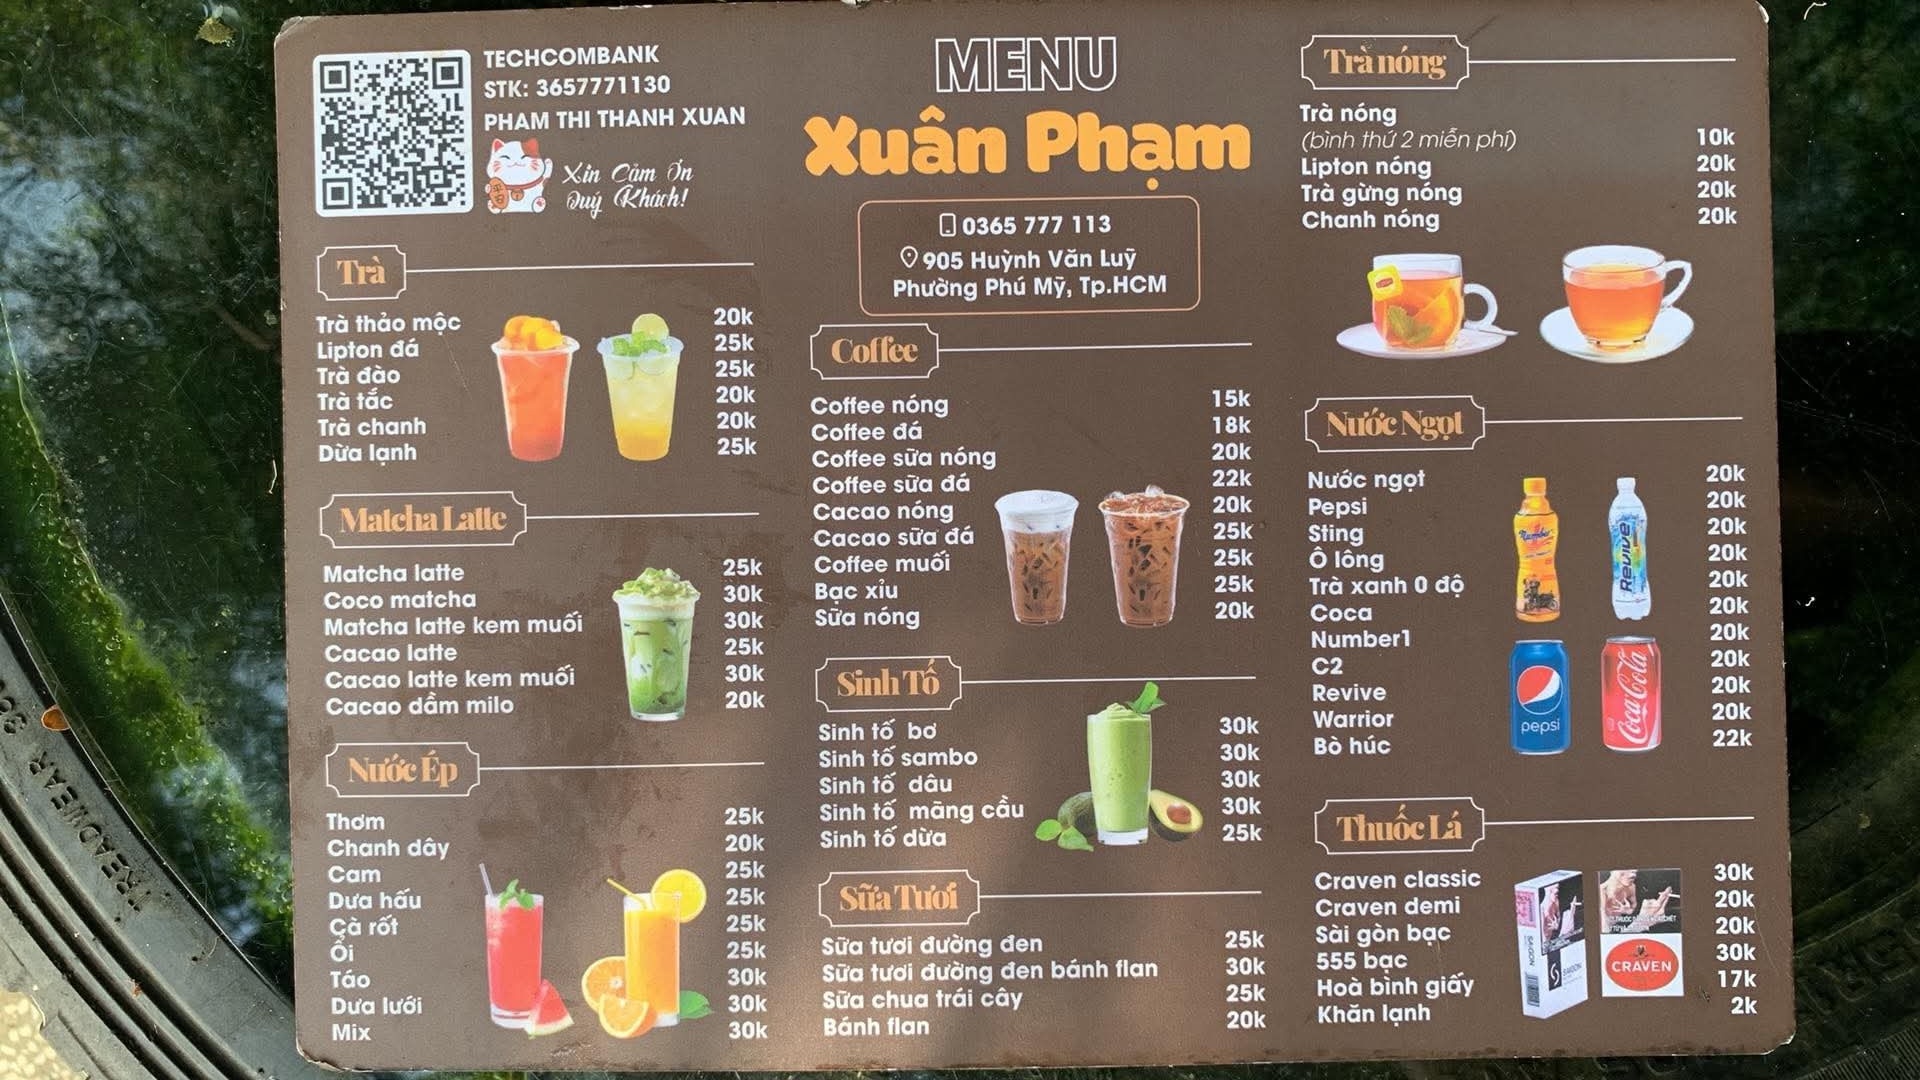 TECHCOMBANK
STK: 3657771130
PHAM THI THANH XUAN
Xin Cảm Ơn
Quý Khách!
MENU
Xuân Phạm
0365 777 113
905 Huỳnh Văn Luỹ
Phường Phú Mỹ, Tp.HCM
Trà
Trà thảo mộc 20k
Lipton đá 25k
Trà đào 25k
Trà tắc 20k
Trà chanh 20k
Dừa lạnh 25k
Matcha Latte
Matcha latte 25k
Coco matcha 30k
Matcha latte kem muối 30k
Cacao latte 25k
Cacao latte kem muối 30k
Cacao dầm milo 20k
Nước Ép
Thơm 25k
Chanh dây 20k
Cam 25k
Dưa hấu 25k
Cà rốt 25k
Ổi 25k
Táo 30k
Dưa lưới 30k
Mix 30k
Coffee
Coffee nóng 15k
Coffee đá 18k
Coffee sữa nóng 20k
Coffee sữa đá 22k
Cacao nóng 20k
Cacao sữa đá 25k
Coffee muối 25k
Bạc xỉu 25k
Sữa nóng 20k
Sinh Tố
Sinh tố bơ 30k
Sinh tố sambo 30k
Sinh tố dâu 30k
Sinh tố mãng cầu 30k
Sinh tố dừa 25k
Sữa Tươi
Sữa tươi đường đen 25k
Sữa tươi đường đen bánh flan 30k
Sữa chua trái cây 25k
Bánh flan 20k
Trà nóng
Trà nóng
(bình thứ 2 miễn phí) 10k
Lipton nóng 20k
Trà gừng nóng 20k
Chanh nóng 20k
Nước Ngọt
Nước ngọt 20k
Pepsi 20k
Sting 20k
Ô lông 20k
Trà xanh 0 độ 20k
Coca 20k
Number1 20k
C2 20k
Revive 20k
Warrior 20k
Bò húc 22k
Number
Revive
pepsi
Coca-Cola
Thuốc Lá
Craven classic 30k
Craven demi 20k
Sài gòn bạc 20k
555 bạc 30k
Hoà bình giấy 17k
Khăn lạnh 2k
SAIGON
SAIGON
CRAVEN
TREADWEAR 300